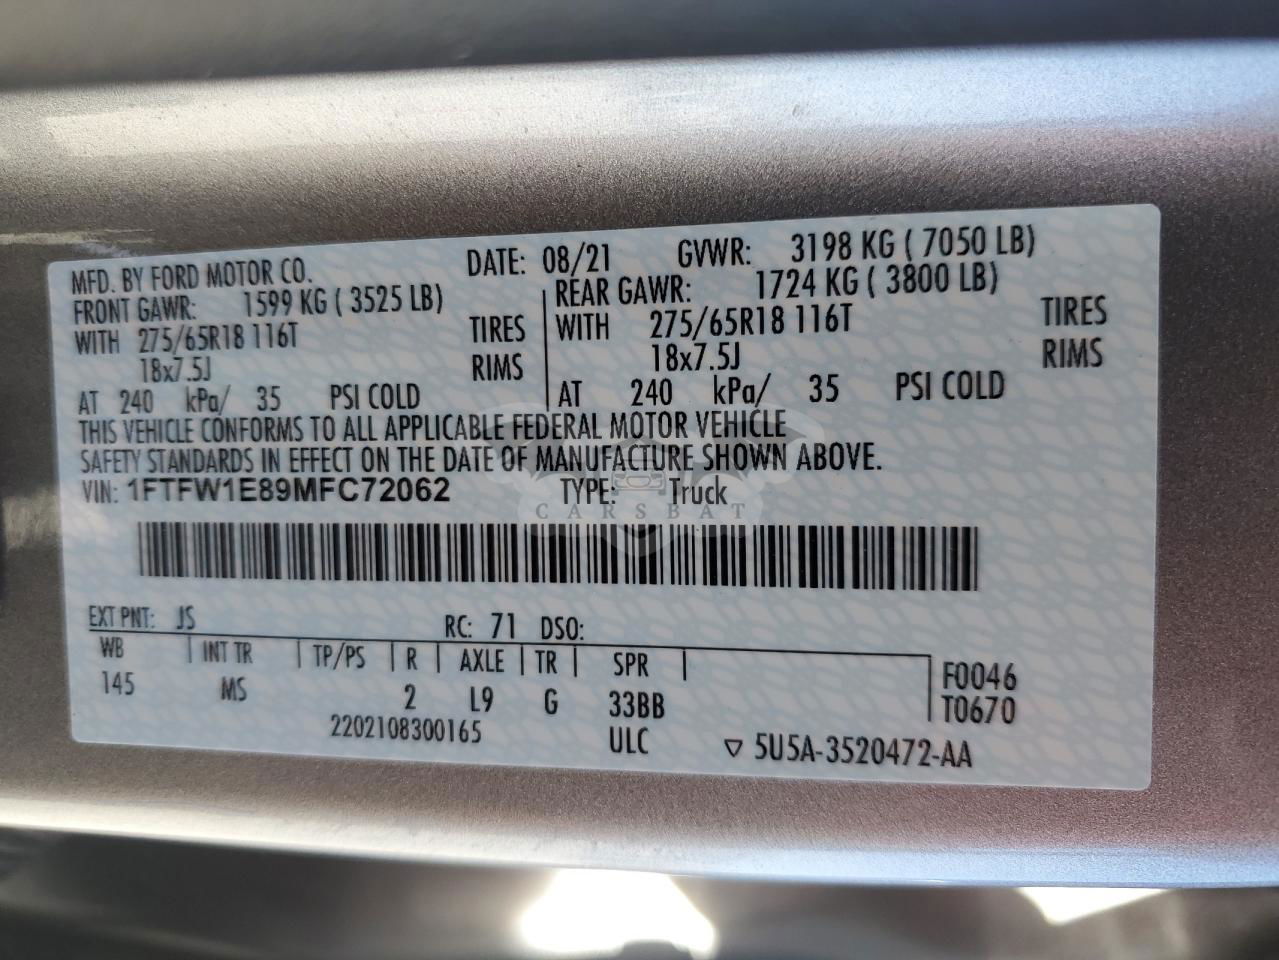 MFD. BY FORD MOTOR CO. DATE: 08/21 GVWR: 3198 KG ( 7050 LB)
FRONT GAWR: 1599 KG ( 3525 LB) REAR GAWR: 1724 KG ( 3800 LB)
WITH 275/65R18 116T TIRES WITH 275/65R18 116T TIRES
18x7.5J RIMS 18x7.5J RIMS
AT 240 kPa/ 35 PSI COLD AT 240 kPa/ 35 PSI COLD
THIS VEHICLE CONFORMS TO ALL APPLICABLE FEDERAL MOTOR VEHICLE
SAFETY STANDARDS IN EFFECT ON THE DATE OF MANUFACTURE SHOWN ABOVE.
VIN: 1FTFW1E89MFC72062 TYPE: Truck
CARSBAT
EXT PNT: JS RC: 71 DSO:
WB INT TR TP/PS R AXLE TR SPR F0046
145 MS 2 L9 G 33BB T0670
2202108300165 ULC ▽ 5U5A-3520472-AA